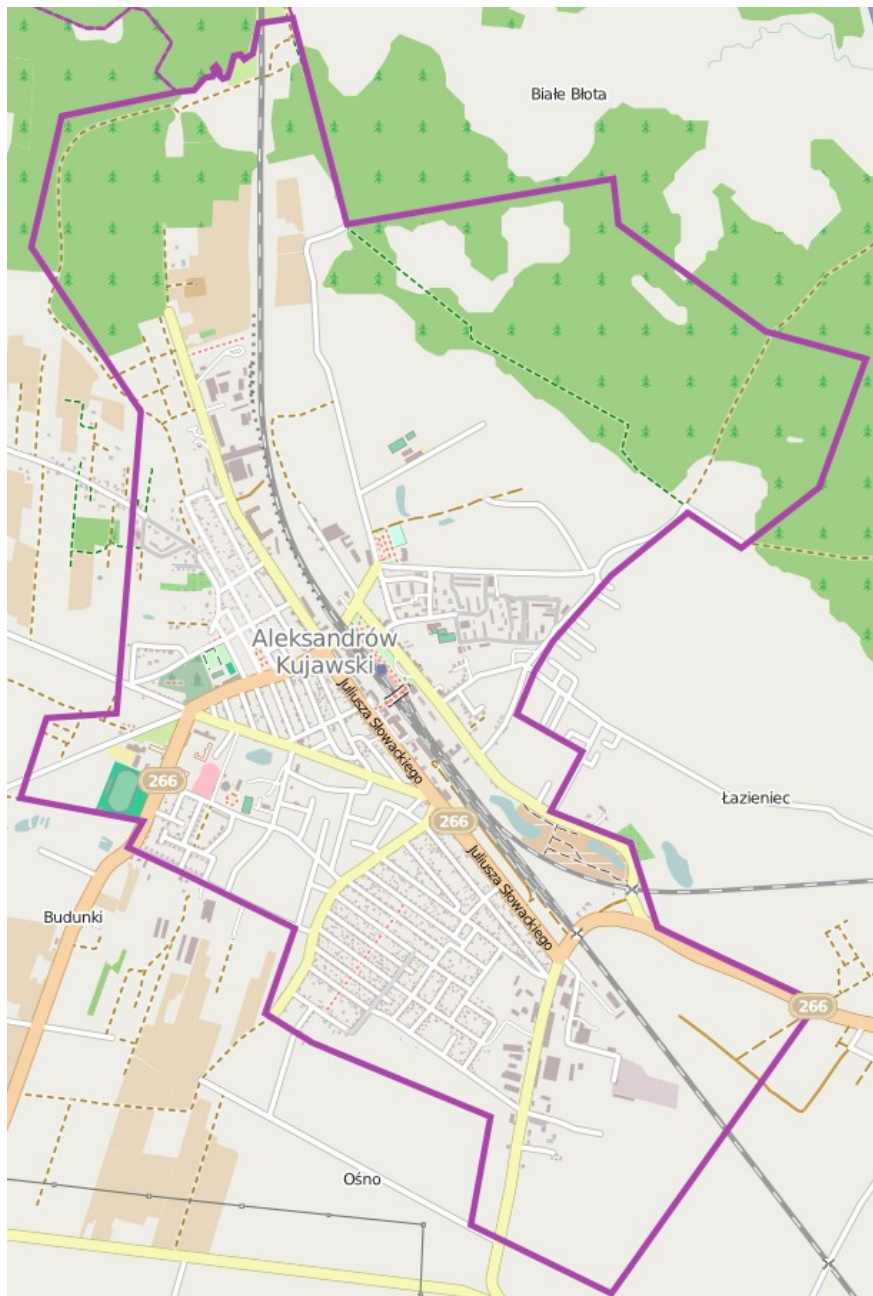 Białe Błota
Aleksandrów
Kujawski
Juliusza Słowackiego
266
Łazieniec
266
Juliusza Słowackiego
Budunki
266
Ośno